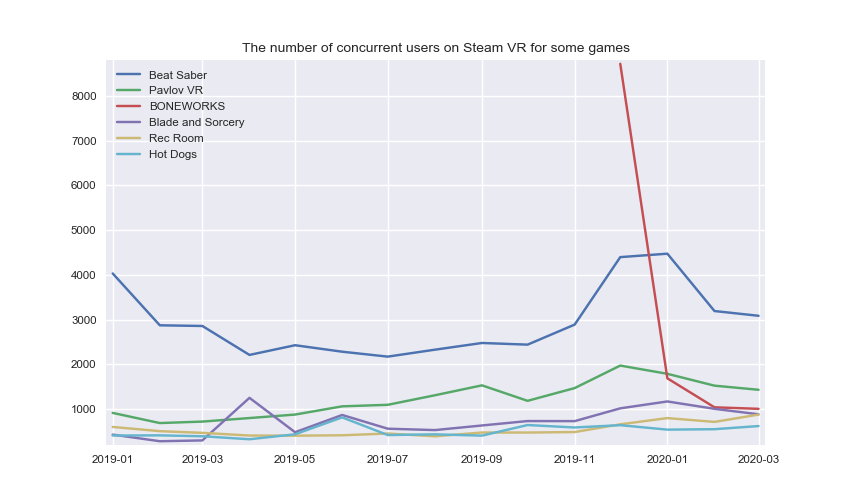 The number of concurrent users on Steam VR for some games
Beat Saber
Pavlov VR
BONEWORKS
Blade and Sorcery
Rec Room
Hot Dogs
8000
7000
6000
5000
4000
3000
2000
1000
2019-01
2019-03
2019-05
2019-07
2019-09
2019-11
2020-01
2020-03